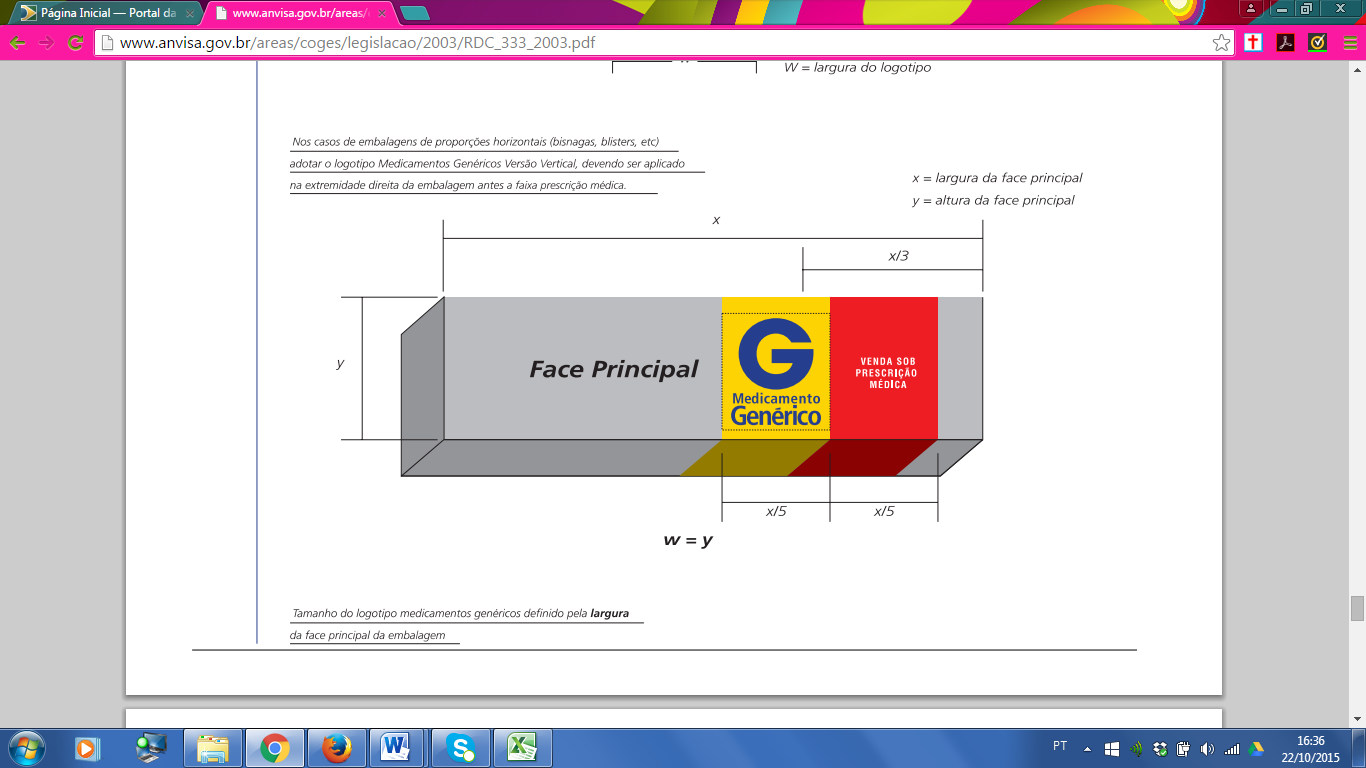 Página Inicial — Portal da
www.anvisa.gov.br/areas/
www.anvisa.gov.br/areas/coges/legislacao/2003/RDC_333_2003.pdf
W = largura do logotipo
Nos casos de embalagens de proporções horizontais (bisnagas, blisters, etc)
adotar o logotipo Medicamentos Genéricos Versão Vertical, devendo ser aplicado
na extremidade direita da embalagem antes a faixa prescrição médica.
x = largura da face principal
y = altura da face principal
x
x/3
y
Face Principal
G
Medicamento
Genérico
VENDA SOB
PRESCRIÇÃO
MÉDICA
x/5
x/5
w = y
Tamanho do logotipo medicamentos genéricos definido pela largura
da face principal da embalagem
PT
16:36
22/10/2015